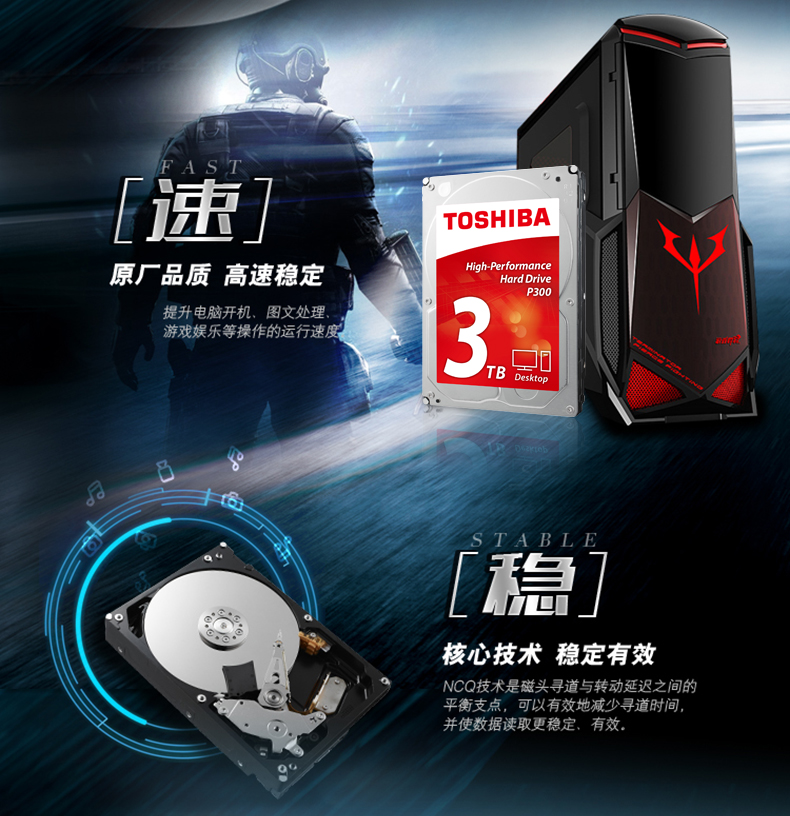 FAST
[速]
原厂品质 高速稳定
提升电脑开机、图文处理、
游戏娱乐等操作的运行速度
TOSHIBA
High-Performance
Hard Drive
P300
3TB
Desktop
STABLE
[稳]
核心技术 稳定有效
NCQ技术是磁头寻道与转动延迟之间的
平衡支点，可以有效地减少寻道时间，
并使数据读取更稳定、有效。